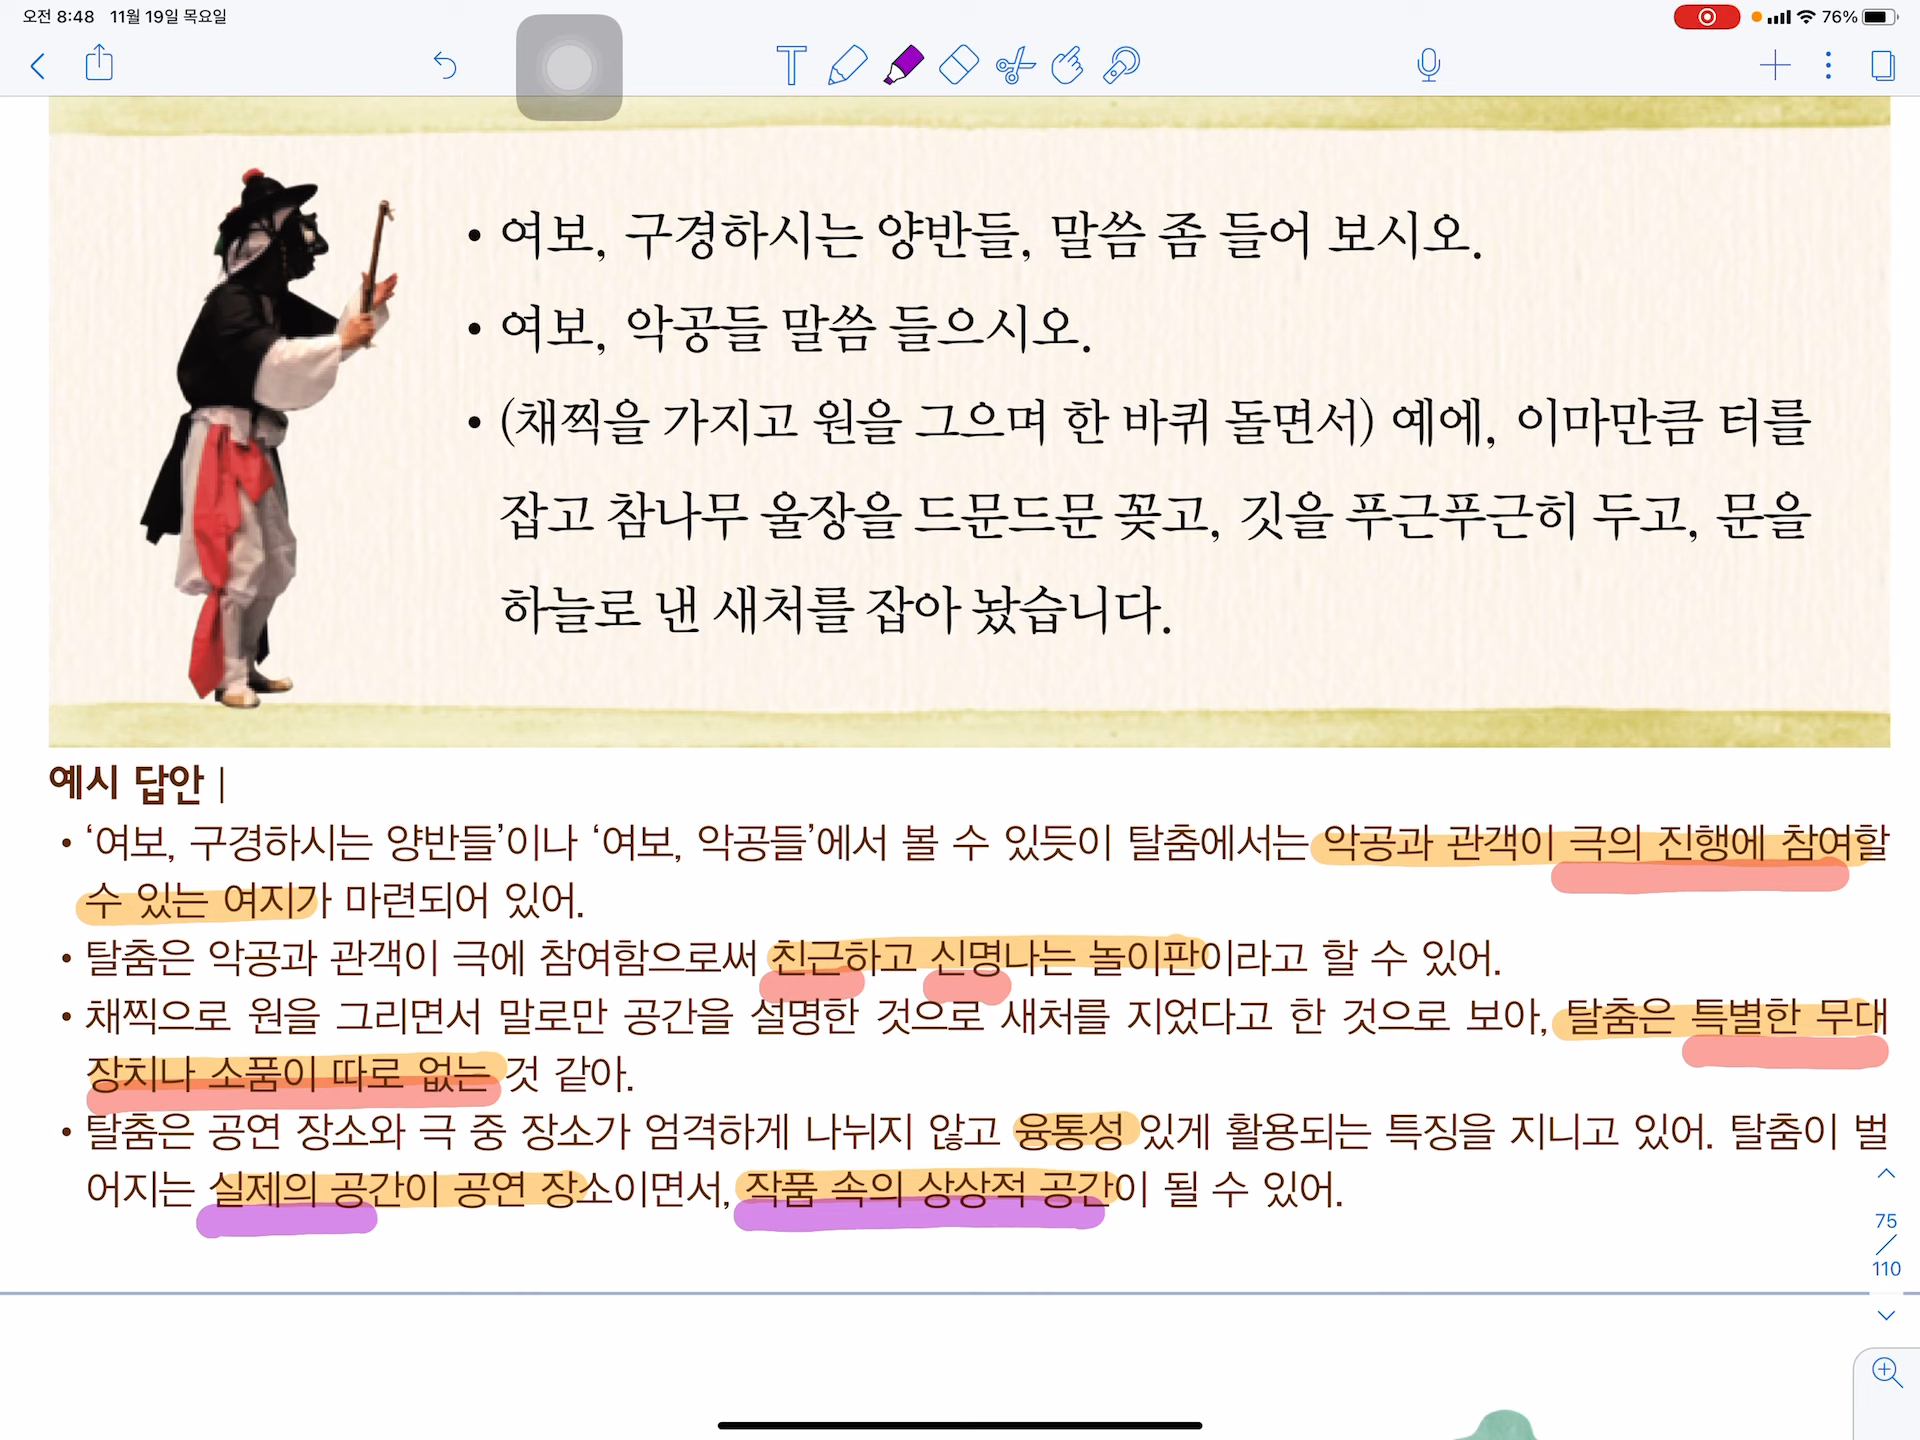 오전 8:48 11월 19일 목요일
76%
• 여보, 구경하시는 양반들, 말씀 좀 들어 보시오.
• 여보, 악공들 말씀 들으시오.
• (채찍을 가지고 원을 그으며 한 바퀴 돌면서) 예에, 이마만큼 터를
잡고 참나무 울장을 드문드문 꽂고, 깃을 푸근푸근히 두고, 문을
하늘로 낸 새처를 잡아 놨습니다.
예시 답안 |
• ‘여보, 구경하시는 양반들’이나 ‘여보, 악공들’에서 볼 수 있듯이 탈춤에서는 악공과 관객이 극의 진행에 참여할
수 있는 여지가 마련되어 있어.
• 탈춤은 악공과 관객이 극에 참여함으로써 친근하고 신명나는 놀이판이라고 할 수 있어.
• 채찍으로 원을 그리면서 말로만 공간을 설명한 것으로 새처를 지었다고 한 것으로 보아, 탈춤은 특별한 무대
장치나 소품이 따로 없는 것 같아.
• 탈춤은 공연 장소와 극 중 장소가 엄격하게 나뉘지 않고 융통성 있게 활용되는 특징을 지니고 있어. 탈춤이 벌
어지는 실제의 공간이 공연 장소이면서, 작품 속의 상상적 공간이 될 수 있어.
75
/
110